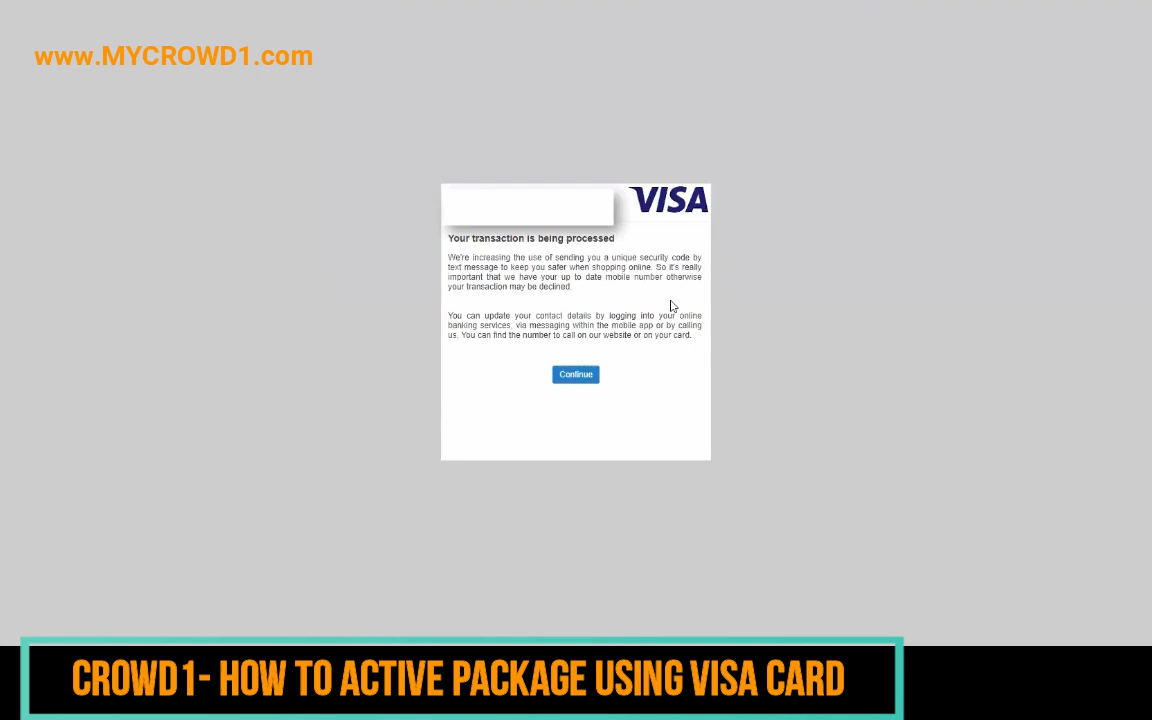 www.MYCROWD1.com
VISA
Your transaction is being processed
We're increasing the use of sending you a unique security code by
text message to keep you safer when shopping online. So it's really
important that we have your up to date mobile number otherwise
your transaction may be declined.
You can update your contact details by logging into your online
banking services, via messaging within the mobile app or by calling
us. You can find the number to call on our website or on your card.
Continue
CROWD1- HOW TO ACTIVE PACKAGE USING VISA CARD